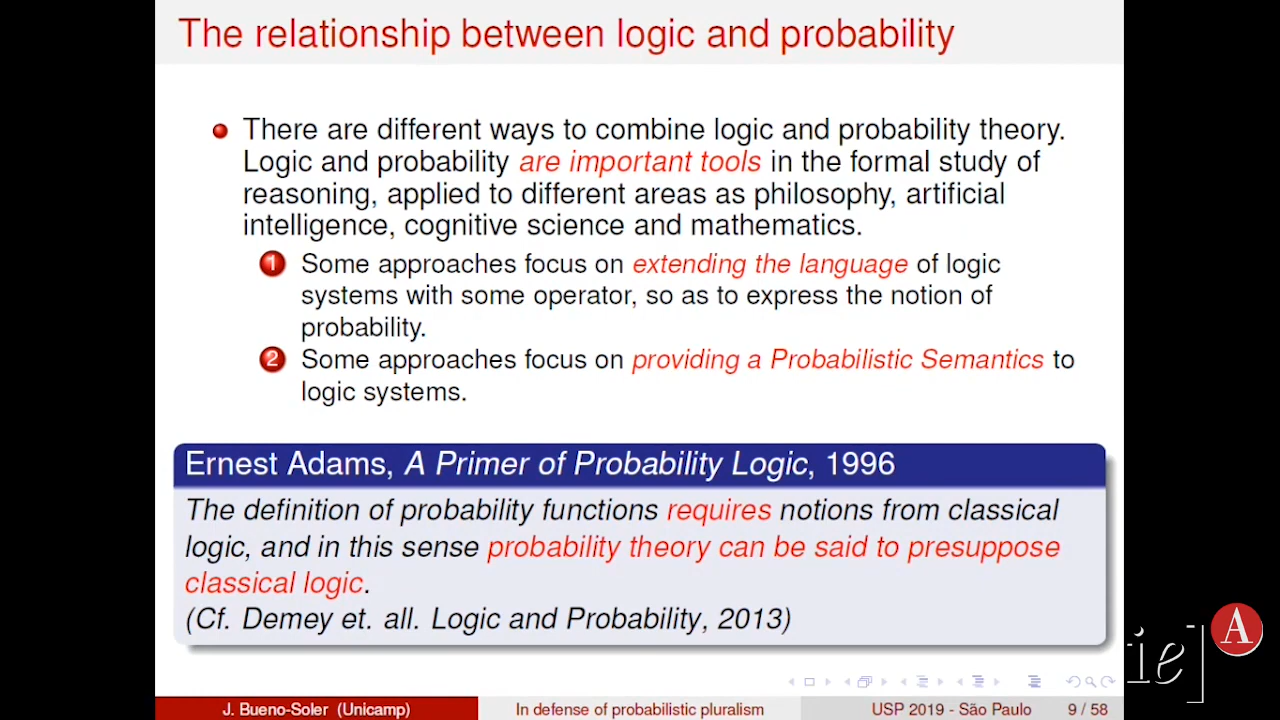 The relationship between logic and probability
There are different ways to combine logic and probability theory.
Logic and probability are important tools in the formal study of
reasoning, applied to different areas as philosophy, artificial
intelligence, cognitive science and mathematics.
1 Some approaches focus on extending the language of logic
systems with some operator, so as to express the notion of
probability.
2 Some approaches focus on providing a Probabilistic Semantics to
logic systems.
Ernest Adams, A Primer of Probability Logic, 1996
The definition of probability functions requires notions from classical
logic, and in this sense probability theory can be said to presuppose
classical logic.
(Cf. Demey et. all. Logic and Probability, 2013)
ie] A
J. Bueno-Soler (Unicamp) In defense of probabilistic pluralism USP 2019 - São Paulo 9 / 58